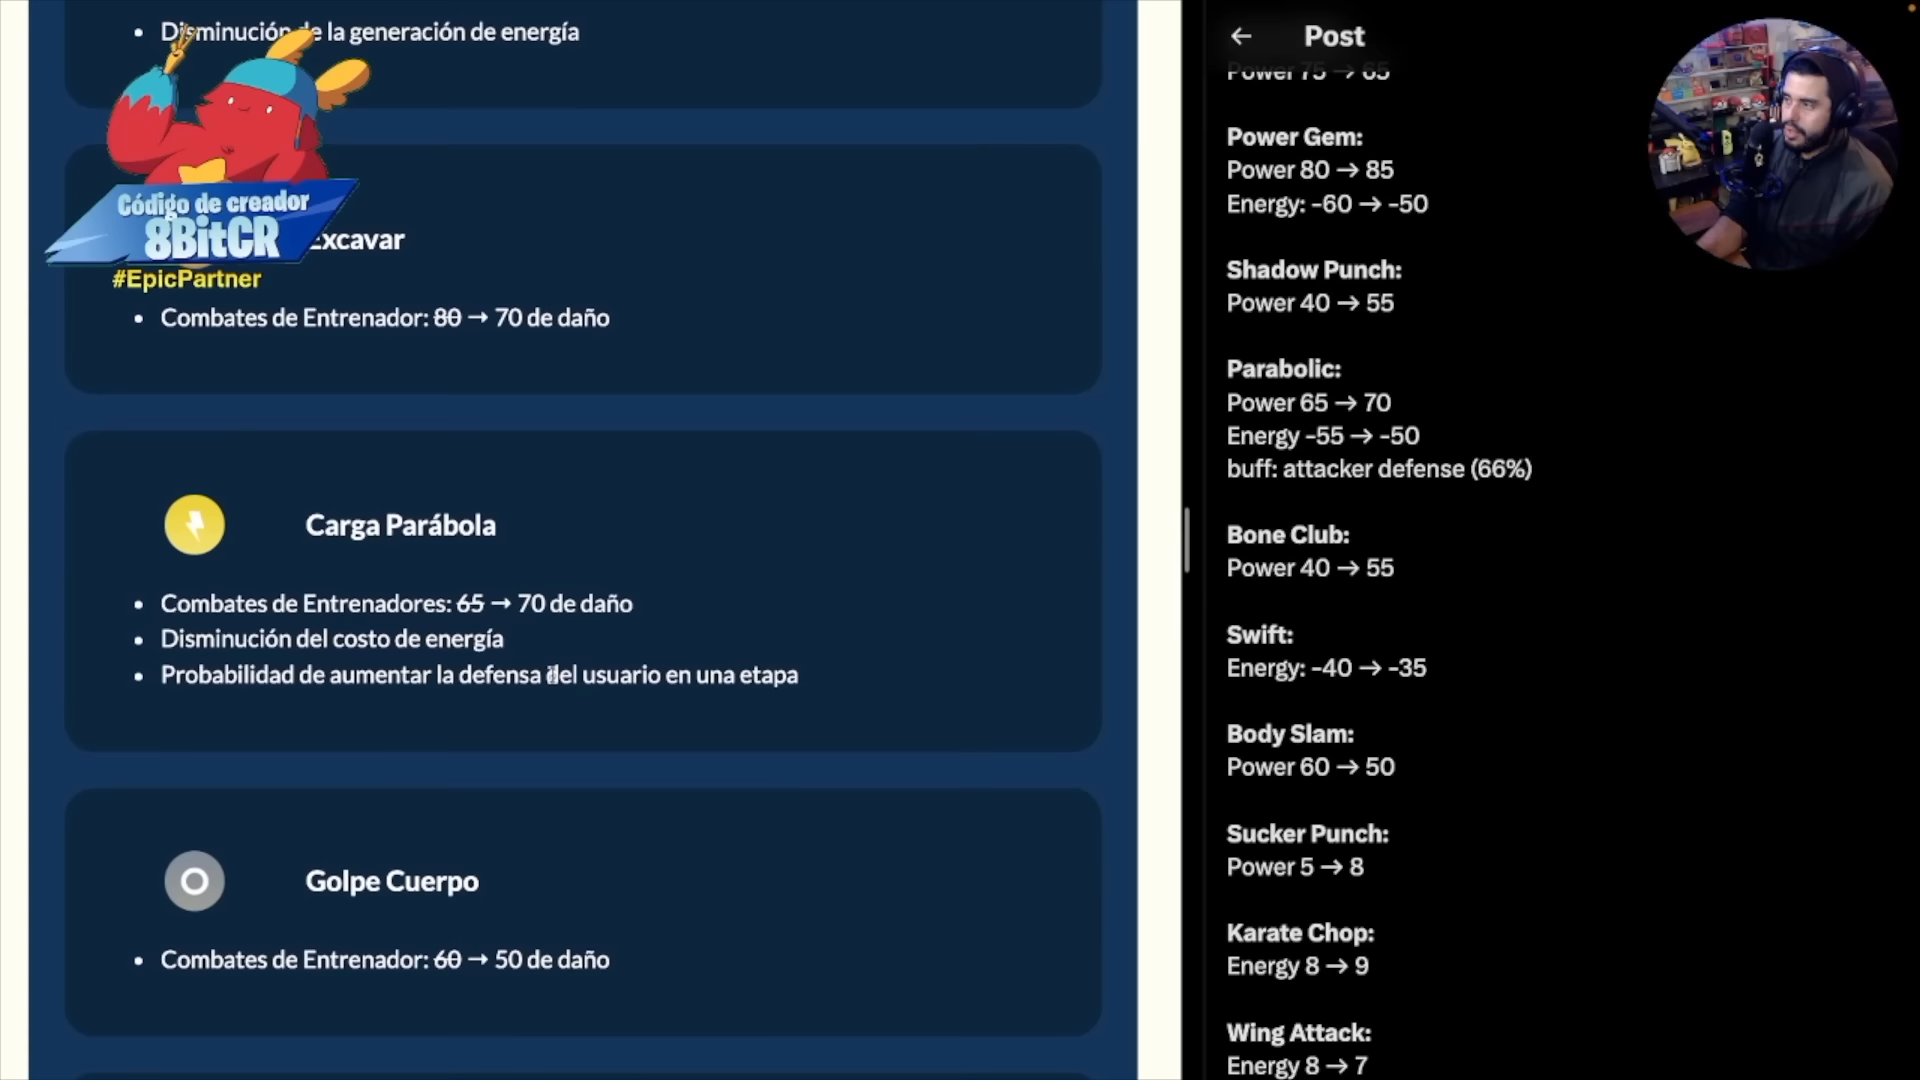 Disminución de la generación de energía
Código de creador
8BitCR
#EpicPartner
Excavar
Combates de Entrenador: 80 → 70 de daño
Carga Parábola
Combates de Entrenadores: 65 → 70 de daño
Disminución del costo de energía
Probabilidad de aumentar la defensa del usuario en una etapa
Golpe Cuerpo
Combates de Entrenador: 60 → 50 de daño
← Post
Power 75 → 65
Power Gem:
Power 80 → 85
Energy: -60 → -50
Shadow Punch:
Power 40 → 55
Parabolic:
Power 65 → 70
Energy -55 → -50
buff: attacker defense (66%)
Bone Club:
Power 40 → 55
Swift:
Energy: -40 → -35
Body Slam:
Power 60 → 50
Sucker Punch:
Power 5 → 8
Karate Chop:
Energy 8 → 9
Wing Attack:
Energy 8 → 7